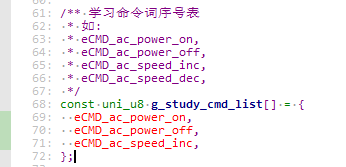 61: /** 学习命令词序号表
62:  * 如:
63:  * eCMD_ac_power_on,
64:  * eCMD_ac_power_off,
65:  * eCMD_ac_speed_inc,
66:  * eCMD_ac_speed_dec,
67:  */
68: const uni_u8 g_study_cmd_list[] = {
69:   eCMD_ac_power_on,
70:   eCMD_ac_power_off,
71:   eCMD_ac_speed_inc,
72: };